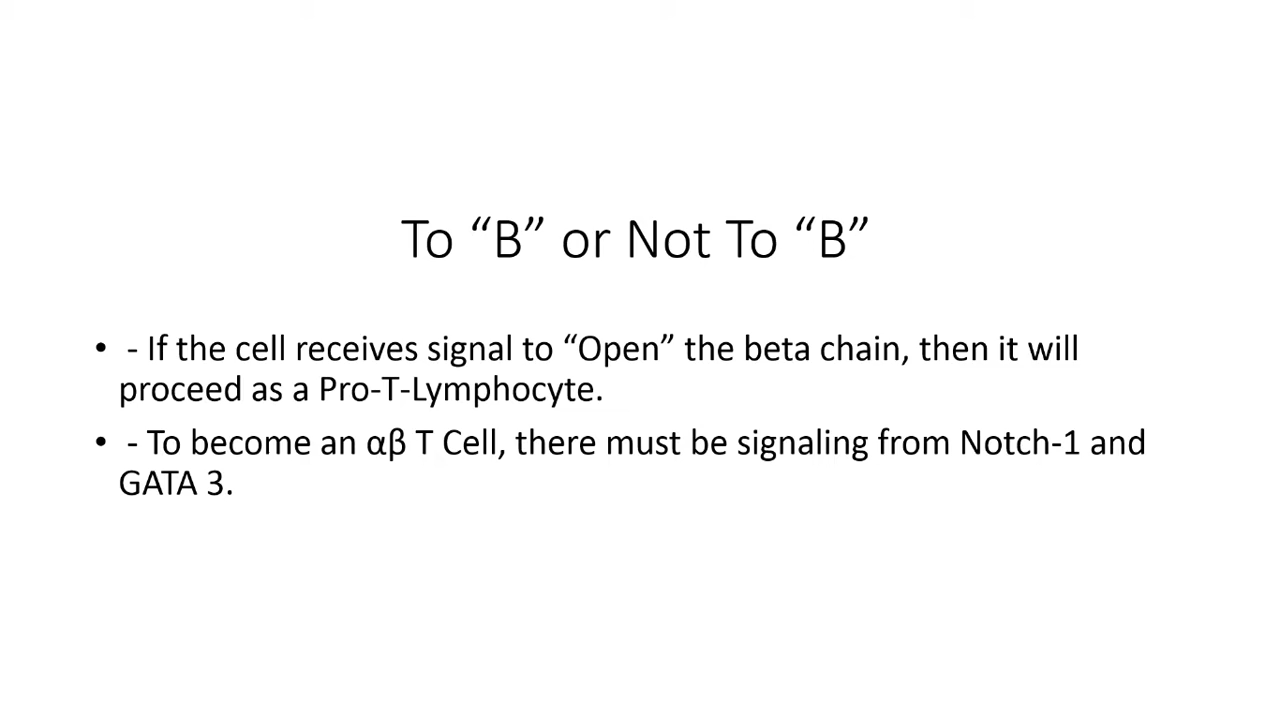 To “B” or Not To “B”
• - If the cell receives signal to “Open” the beta chain, then it will
proceed as a Pro-T-Lymphocyte.
• - To become an αβ T Cell, there must be signaling from Notch-1 and
GATA 3.